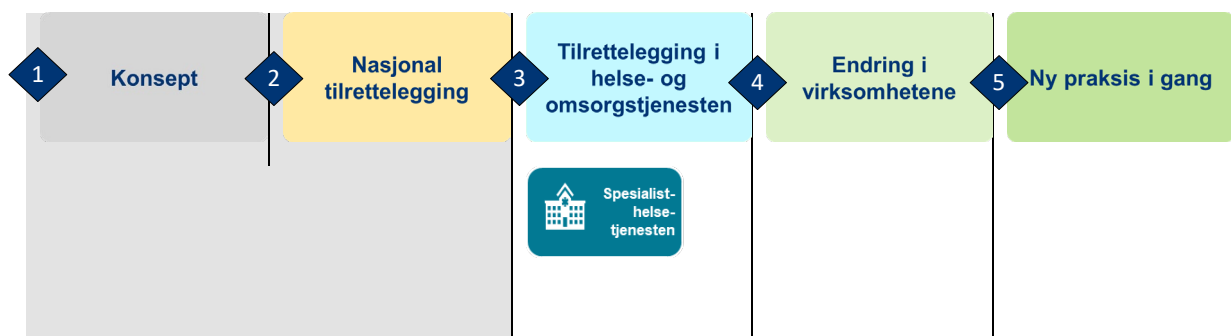 1
Konsept
2
Nasjonal
tilrettelegging
3
Tilrettelegging i
helse- og
omsorgstjenesten
4
Endring i
virksomhetene
5
Ny praksis i gang
Spesialist-
helse-
tjenesten